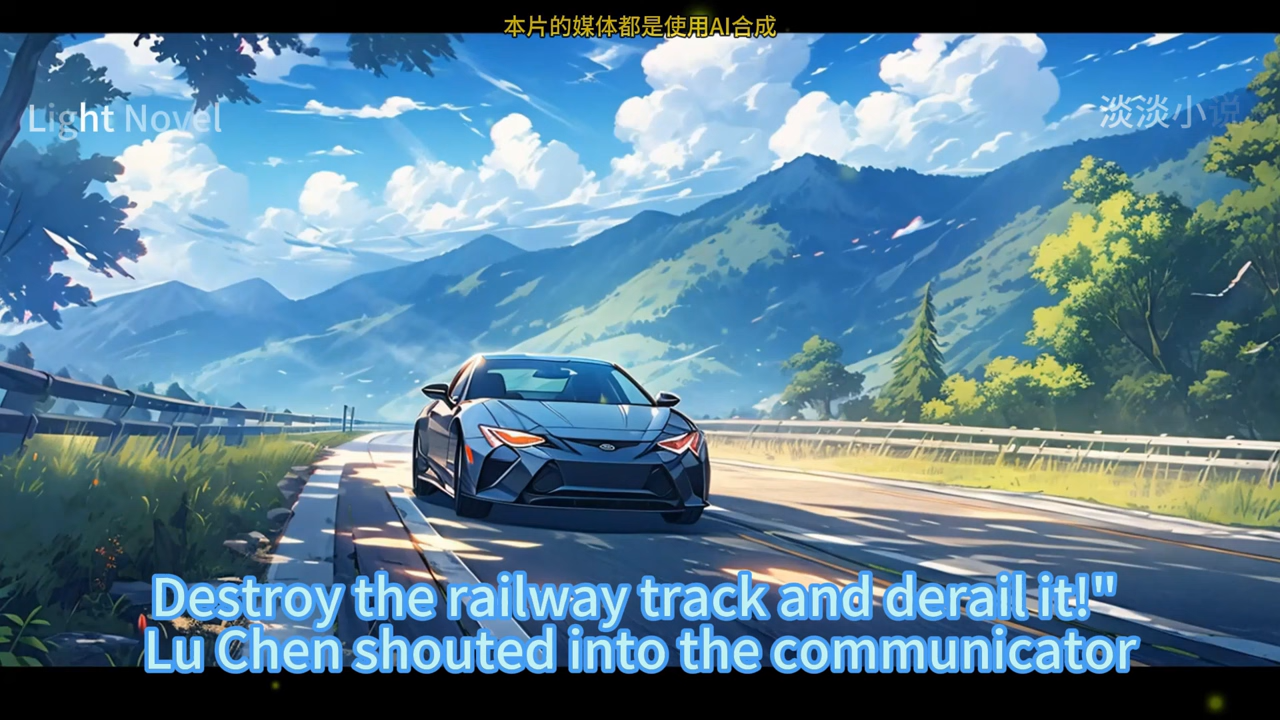 本片的媒体都是使用AI合成
Light Novel
淡淡小说
Destroy the railway track and derail it!"
Lu Chen shouted into the communicator